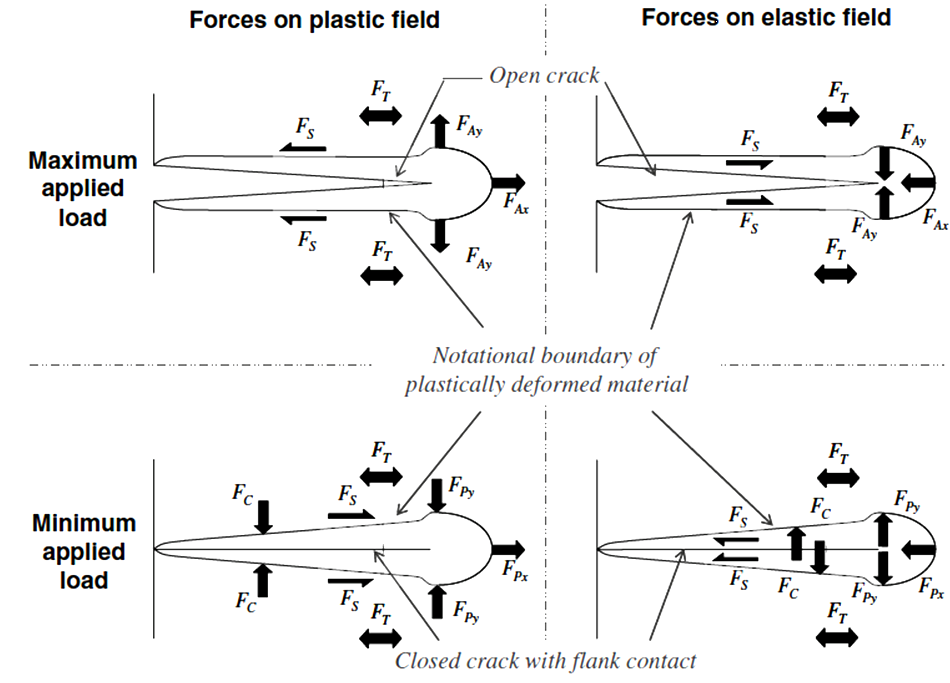 Forces on plastic field
Forces on elastic field
Open crack
Maximum
applied
load
F_T
F_S
F_Ay
F_Ax
F_S
F_T
F_Ay
F_T
F_S
F_Ay
F_S
F_Ay
F_Ax
F_T
Notational boundary of
plastically deformed material
Minimum
applied
load
F_T
F_C
F_S
F_Py
F_Px
F_C
F_S
F_T
F_Py
F_T
F_S
F_C
F_Py
F_S
F_C
F_Py
F_Px
F_T
Closed crack with flank contact